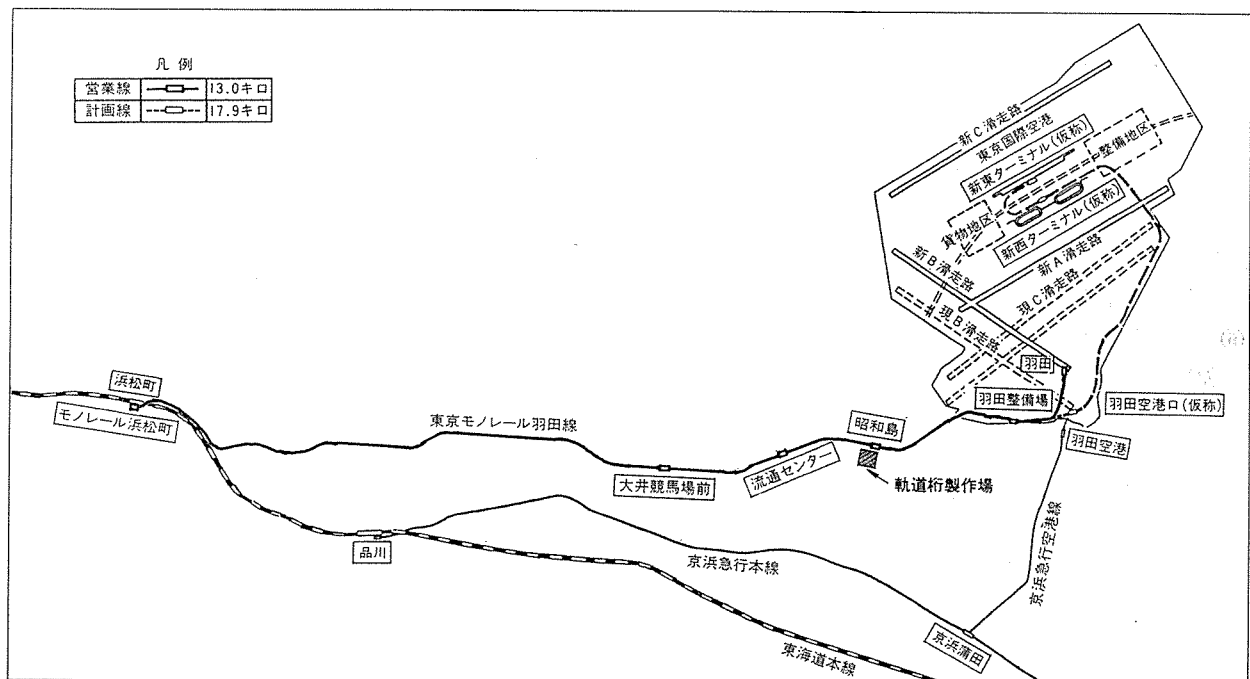 凡例
営業線 13.0キロ
計画線 17.9キロ
新C滑走路
東京国際空港
新東ターミナル(仮称)
整備地区
貨物地区
新西ターミナル(仮称)
新B滑走路
新A滑走路
現C滑走路
現B滑走路
羽田
羽田整備場
羽田空港口(仮称)
羽田空港
浜松町
モノレール浜松町
東京モノレール羽田線
昭和島
大井競馬場前
流通センター
軌道桁製作場
品川
京浜急行本線
京浜急行空港線
京浜蒲田
東海道本線